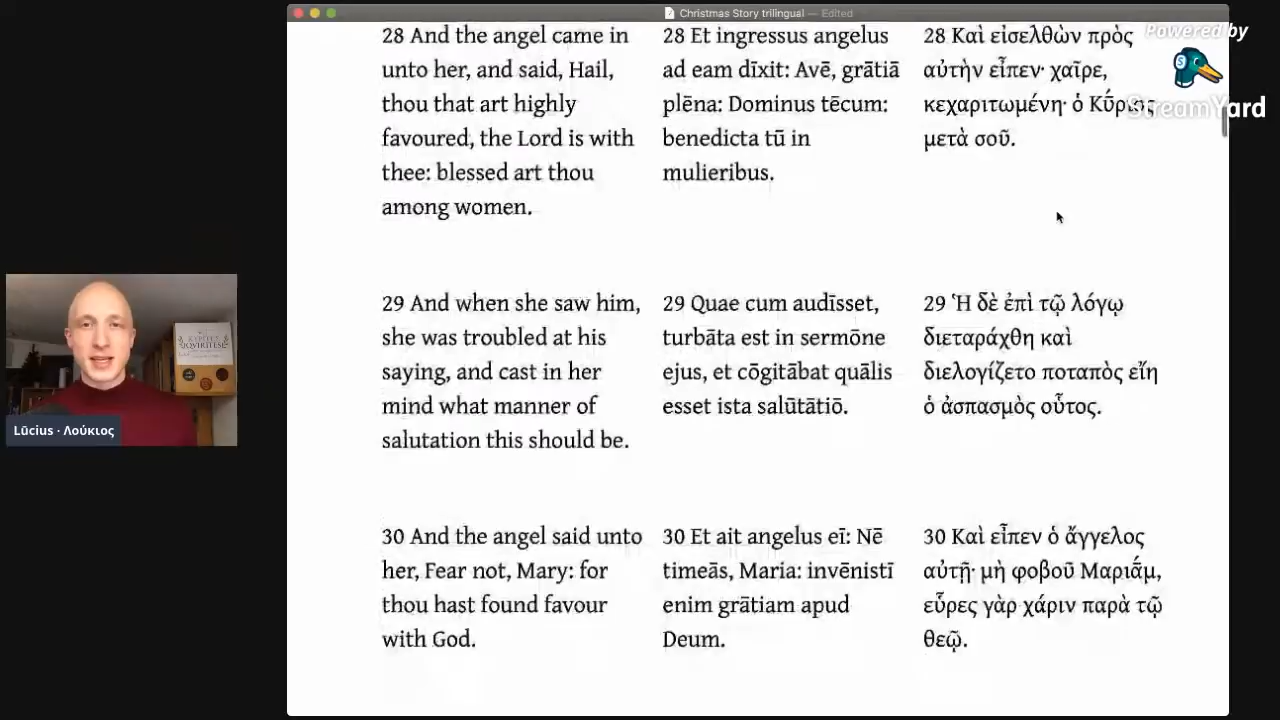 Christmas Story trilingual — Edited
Powered by
StreamYard
28 And the angel came in
unto her, and said, Hail,
thou that art highly
favoured, the Lord is with
thee: blessed art thou
among women.
28 Et ingressus angelus
ad eam dīxit: Avē, grātiā
plēna: Dominus tēcum:
benedicta tū in
mulieribus.
28 Καὶ εἰσελθὼν πρὸς
αὐτὴν εἶπεν· χαῖρε,
κεχαριτωμένη· ὁ Κῡ́ριος
μετὰ σοῦ.
29 And when she saw him,
she was troubled at his
saying, and cast in her
mind what manner of
salutation this should be.
29 Quae cum audīsset,
turbāta est in sermōne
ejus, et cōgitābat quālis
esset ista salūtātiō.
29 Ἡ δὲ ἐπὶ τῷ λόγῳ
διεταράχθη καὶ
διελογίζετο ποταπὸς εἴη
ὁ ἀσπασμὸς οὗτος.
30 And the angel said unto
her, Fear not, Mary: for
thou hast found favour
with God.
30 Et ait angelus eī: Nē
timeās, Maria: invēnistī
enim grātiam apud
Deum.
30 Καὶ εἶπεν ὁ ἄγγελος
αὐτῇ· μὴ φοβοῦ Μαριᾱ́μ,
εὗρες γὰρ χάριν παρὰ τῷ
θεῷ.
Lūcius · Λούκιος